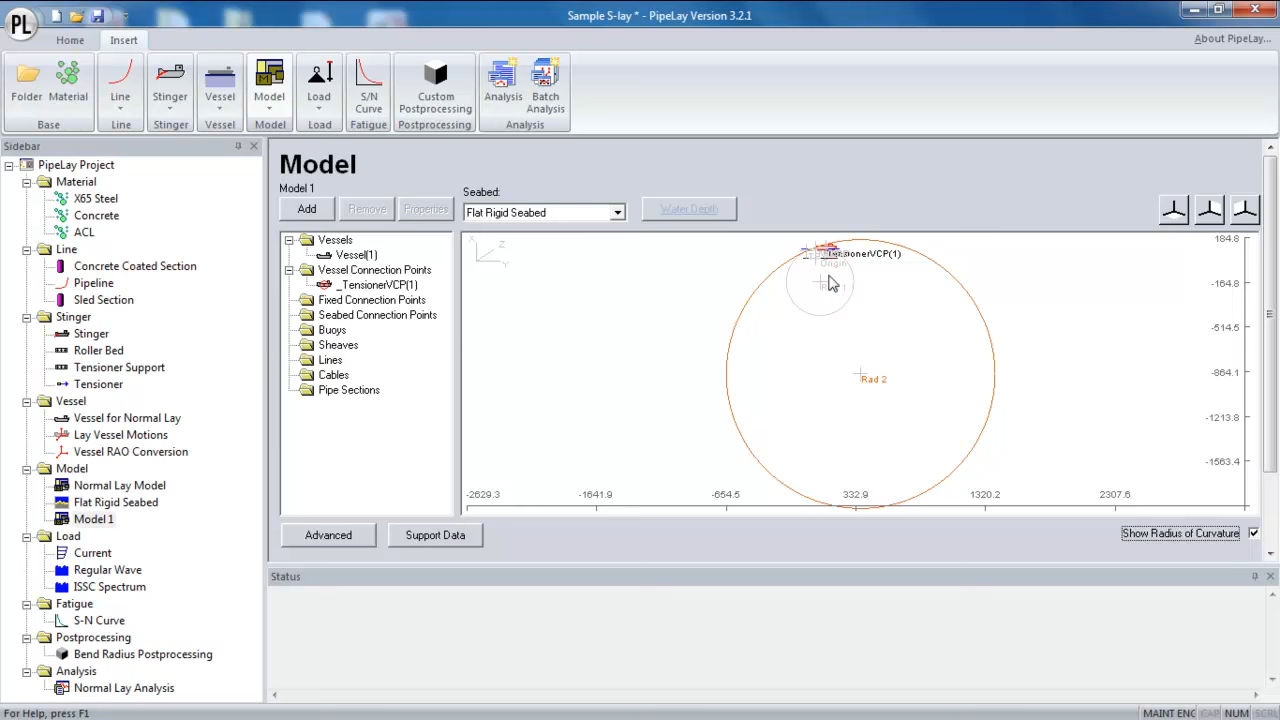 Sample S-lay * - PipeLay Version 3.2.1
PL
Home
Insert
About PipeLay...
Folder
Material
Line
Stinger
Vessel
Model
Load
S/N Curve
Custom Postprocessing
Analysis
Batch Analysis
Base
Line
Stinger
Vessel
Model
Load
Fatigue
Postprocessing
Analysis
Sidebar
PipeLay Project
Material
X65 Steel
Concrete
ACL
Line
Concrete Coated Section
Pipeline
Sled Section
Stinger
Stinger
Roller Bed
Tensioner Support
Tensioner
Vessel
Vessel for Normal Lay
Lay Vessel Motions
Vessel RAO Conversion
Model
Normal Lay Model
Flat Rigid Seabed
Model 1
Load
Current
Regular Wave
ISSC Spectrum
Fatigue
S-N Curve
Postprocessing
Bend Radius Postprocessing
Analysis
Normal Lay Analysis
Model
Model 1
Seabed:
Add
Remove
Properties
Flat Rigid Seabed
Water Depth
Vessels
Vessel(1)
Vessel Connection Points
_TensionerVCP(1)
Fixed Connection Points
Seabed Connection Points
Buoys
Sheaves
Lines
Cables
Pipe Sections
X
Z
Y
TensionerVCP(1)
Origin
Rad 2
184.8
-164.8
-514.5
-864.1
-1213.8
-1563.4
-2629.3
-1641.9
-654.5
332.9
1320.2
2307.6
Advanced
Support Data
Show Radius of Curvature
Status
For Help, press F1
MAINT ENG
CAP
NUM
SCRL